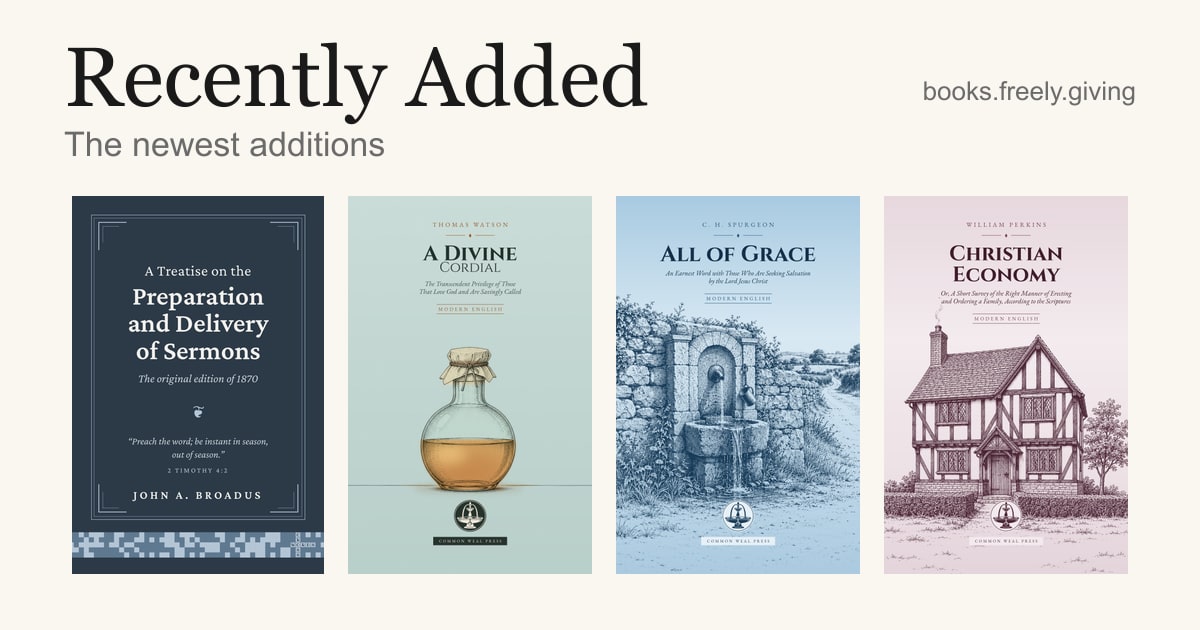 Recently Added
The newest additions
books.freely.giving
A Treatise on the
Preparation
and Delivery
of Sermons
The original edition of 1870
“Preach the word; be instant in season,
out of season.”
2 TIMOTHY 4:2
JOHN A. BROADUS
THOMAS WATSON
A DIVINE
CORDIAL
The Transcendent Privilege of Those
That Love God and Are Savingly Called
MODERN ENGLISH
COMMON WEAL PRESS
C. H. SPURGEON
ALL OF GRACE
An Earnest Word with Those Who Are Seeking Salvation
by the Lord Jesus Christ
MODERN ENGLISH
COMMON WEAL PRESS
WILLIAM PERKINS
CHRISTIAN
ECONOMY
Or, A Short Survey of the Right Manner of Erecting
and Ordering a Family, According to the Scriptures
MODERN ENGLISH
COMMON WEAL PRESS